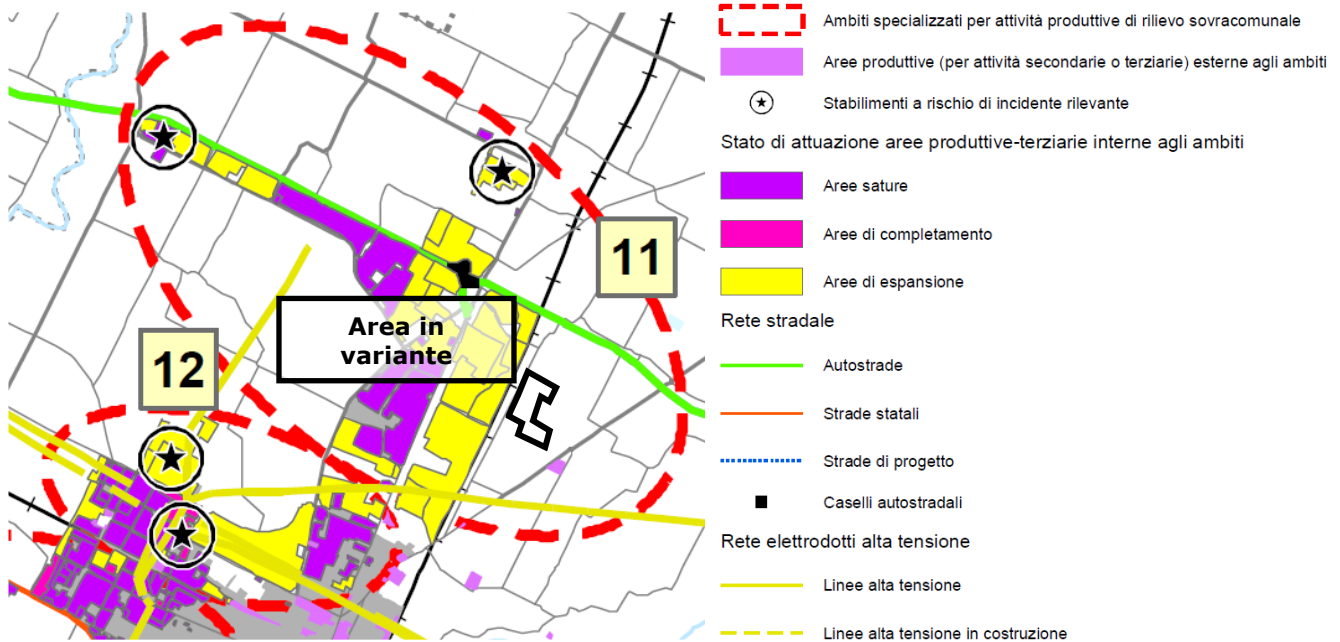 11
12
Area in
variante
Ambiti specializzati per attività produttive di rilievo sovracomunale
Aree produttive (per attività secondarie o terziarie) esterne agli ambiti
Stabilimenti a rischio di incidente rilevante
Stato di attuazione aree produttive-terziarie interne agli ambiti
Aree sature
Aree di completamento
Aree di espansione
Rete stradale
Autostrade
Strade statali
Strade di progetto
Caselli autostradali
Rete elettrodotti alta tensione
Linee alta tensione
Linee alta tensione in costruzione